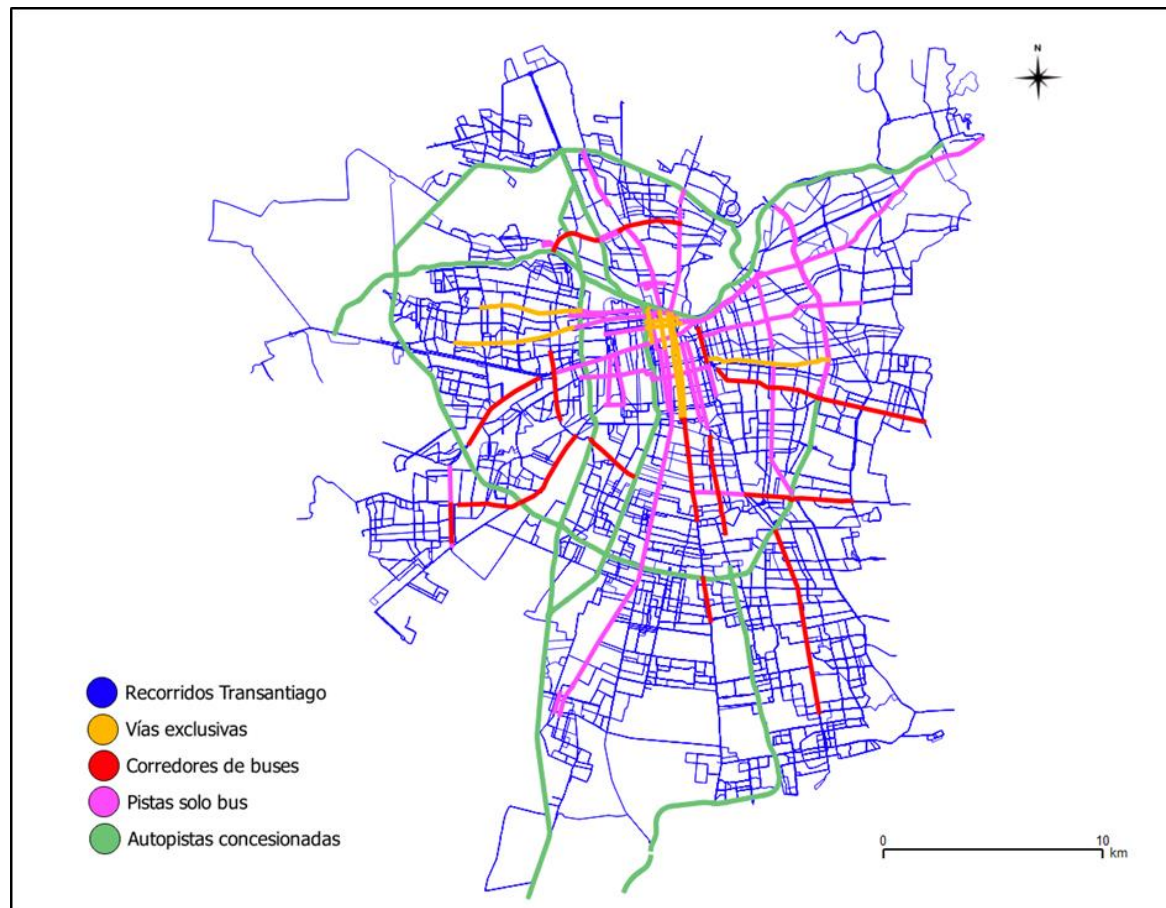 N
Recorridos Transantiago
Vías exclusivas
Corredores de buses
Pistas solo bus
Autopistas concesionadas
0 10
km